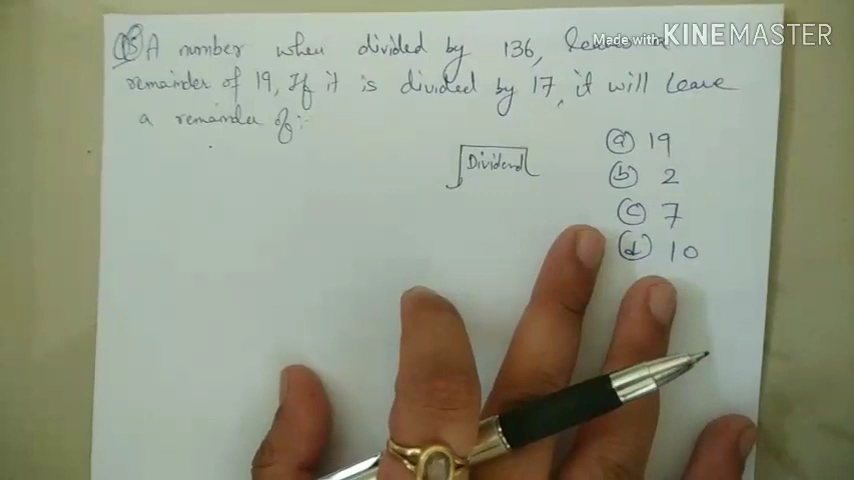 Made with KINEMASTER
Q5 A number when divided by 136, leaves a
remainder of 19, If it is divided by 17, it will leave
a remainder of :-
Dividend
(a) 19
(b) 2
(c) 7
(d) 10